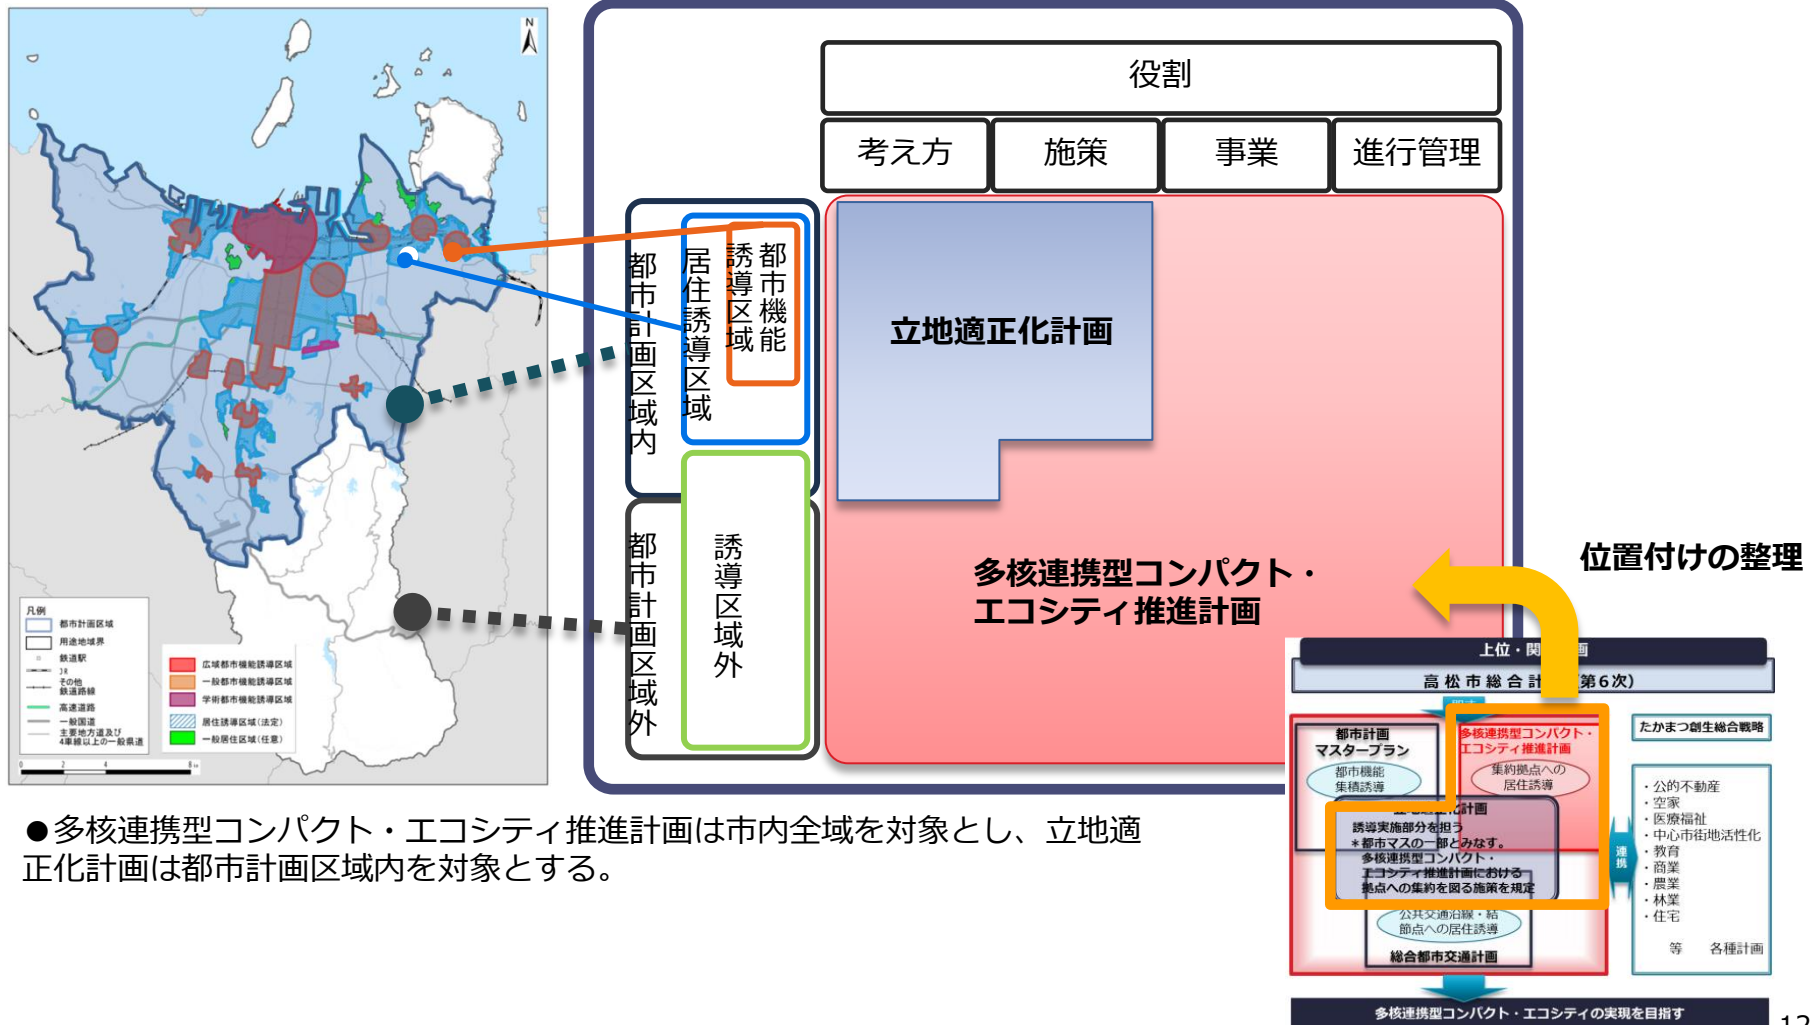 N
凡例
都市計画区域
用途地域界
鉄道駅
JR
その他
鉄道路線
高速道路
一般国道
主要地方道及び
4車線以上の一般県道
0 2 4 8
広域都市機能誘導区域
一般都市機能誘導区域
学術都市機能誘導区域
居住誘導区域(法定)
一般居住区域(任意)
役割
考え方
施策
事業
進行管理
都市計画区域内
居住誘導区域
都市機能
誘導区域
都市計画区域外
誘導区域外
立地適正化計画
多核連携型コンパクト・
エコシティ推進計画
位置付けの整理
上位・関 画
高松市総合計 (第6次)
都市計画
マスタープラン
都市機能
集積誘導
多核連携型コンパクト・
エコシティ推進計画
集約拠点への
居住誘導
化計画
誘導実施部分を担う
*都市マスの一部とみなす。
多核連携型コンパクト・
エコシティ推進計画における
拠点への集約を図る施策を規定
公共交通沿線・結
節点への居住誘導
総合都市交通計画
たかまつ創生総合戦略
連携
・公的不動産
・空家
・医療福祉
・中心市街地活性化
・教育
・商業
・農業
・林業
・住宅
等 各種計画
多核連携型コンパクト・エコシティの実現を目指す
●多核連携型コンパクト・エコシティ推進計画は市内全域を対象とし、立地適
正化計画は都市計画区域内を対象とする。